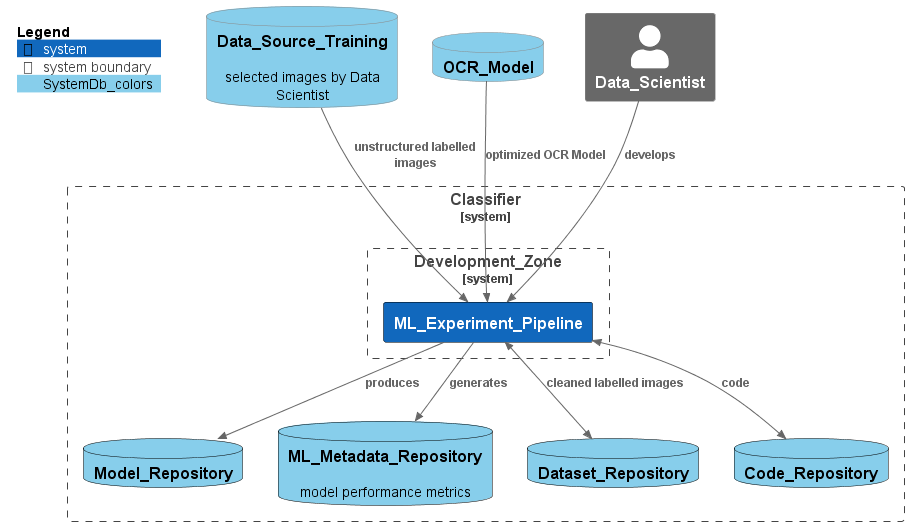 Legend
system
system boundary
SystemDb_colors
Data_Source_Training
selected images by Data
Scientist
OCR_Model
Data_Scientist
unstructured labelled
images
optimized OCR Model
develops
Classifier
[system]
Development_Zone
[system]
ML_Experiment_Pipeline
produces
generates
cleaned labelled images
code
Model_Repository
ML_Metadata_Repository
model performance metrics
Dataset_Repository
Code_Repository